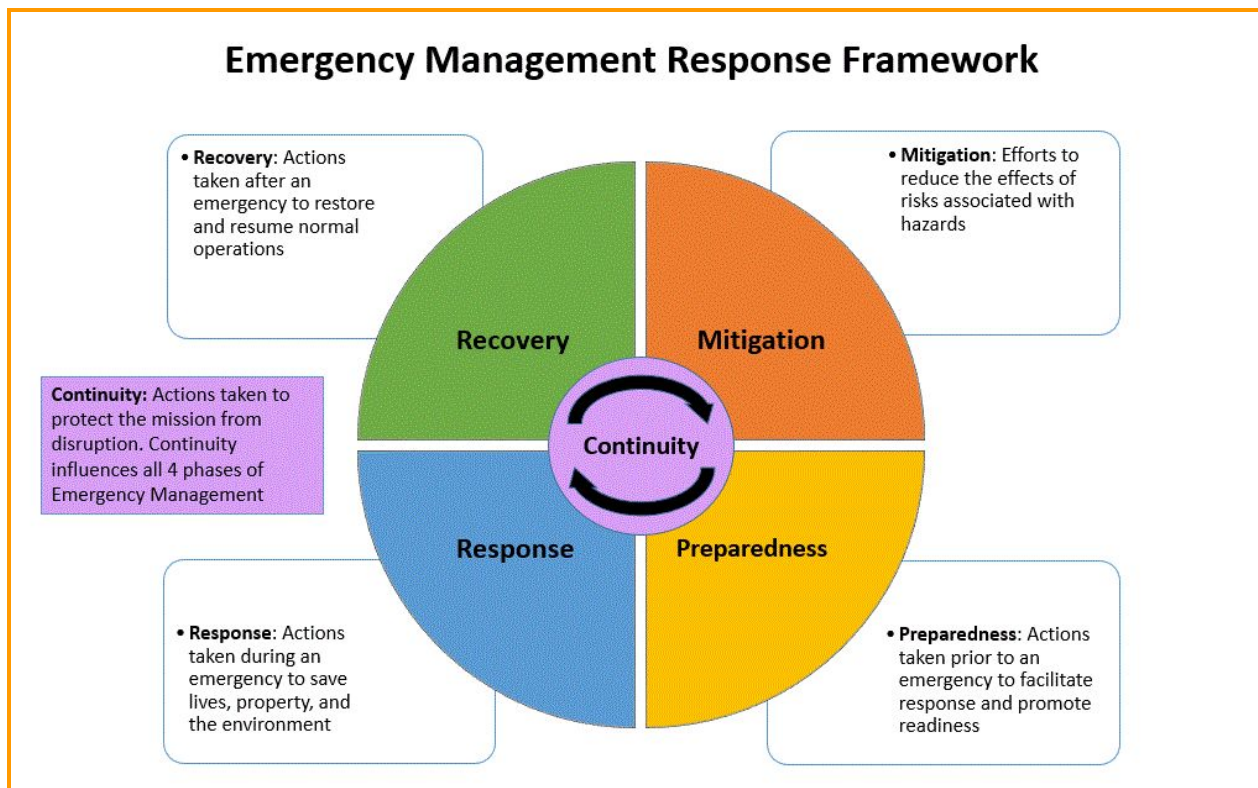 Emergency Management Response Framework
• Recovery: Actions
taken after an
emergency to restore
and resume normal
operations
• Mitigation: Efforts to
reduce the effects of
risks associated with
hazards
Recovery
Mitigation
Continuity: Actions taken to
protect the mission from
disruption. Continuity
influences all 4 phases of
Emergency Management
Continuity
Response
Preparedness
• Response: Actions
taken during an
emergency to save
lives, property, and
the environment
• Preparedness: Actions
taken prior to an
emergency to facilitate
response and promote
readiness